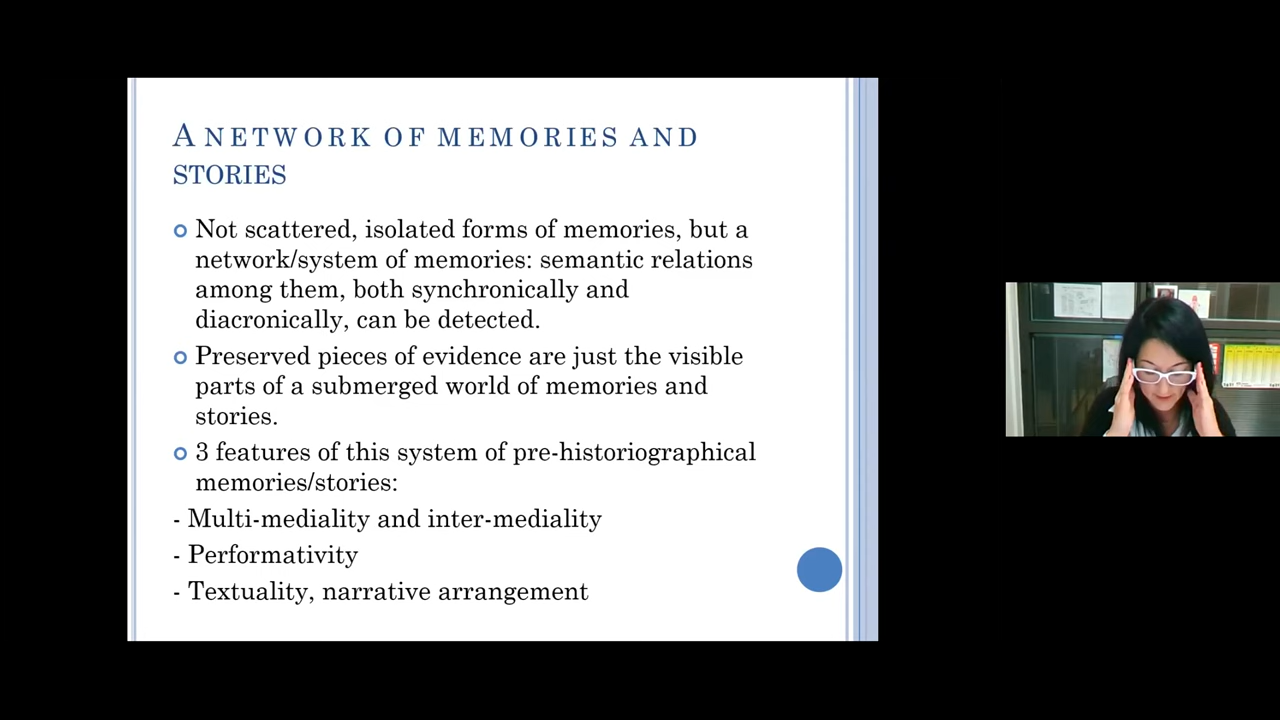 A NETWORK OF MEMORIES AND
STORIES
Not scattered, isolated forms of memories, but a
network/system of memories: semantic relations
among them, both synchronically and
diacronically, can be detected.
Preserved pieces of evidence are just the visible
parts of a submerged world of memories and
stories.
3 features of this system of pre-historiographical
memories/stories:
- Multi-mediality and inter-mediality
- Performativity
- Textuality, narrative arrangement